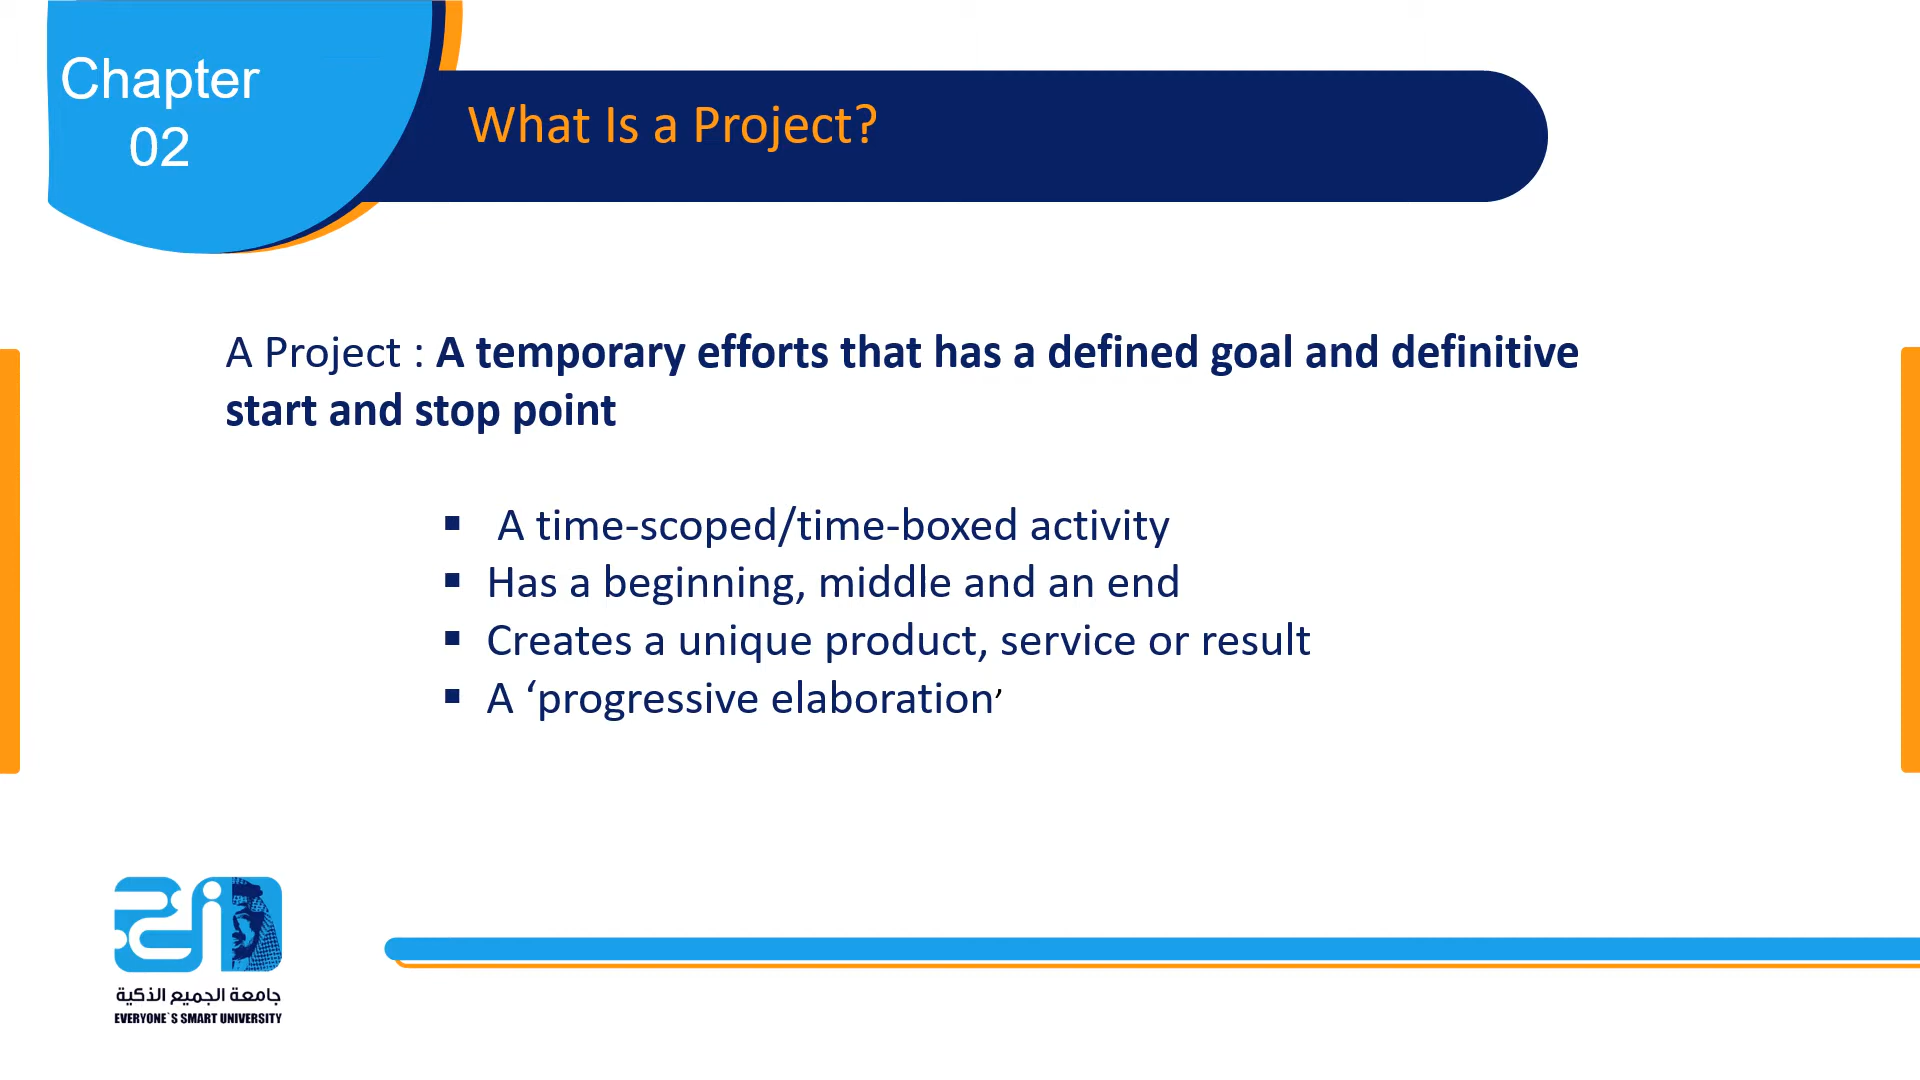 Chapter
02
What Is a Project?
A Project : A temporary efforts that has a defined goal and definitive
start and stop point
▪ A time-scoped/time-boxed activity
▪ Has a beginning, middle and an end
▪ Creates a unique product, service or result
▪ A ‘progressive elaboration’
جامعة الجميع الذكية
EVERYONE`S SMART UNIVERSITY